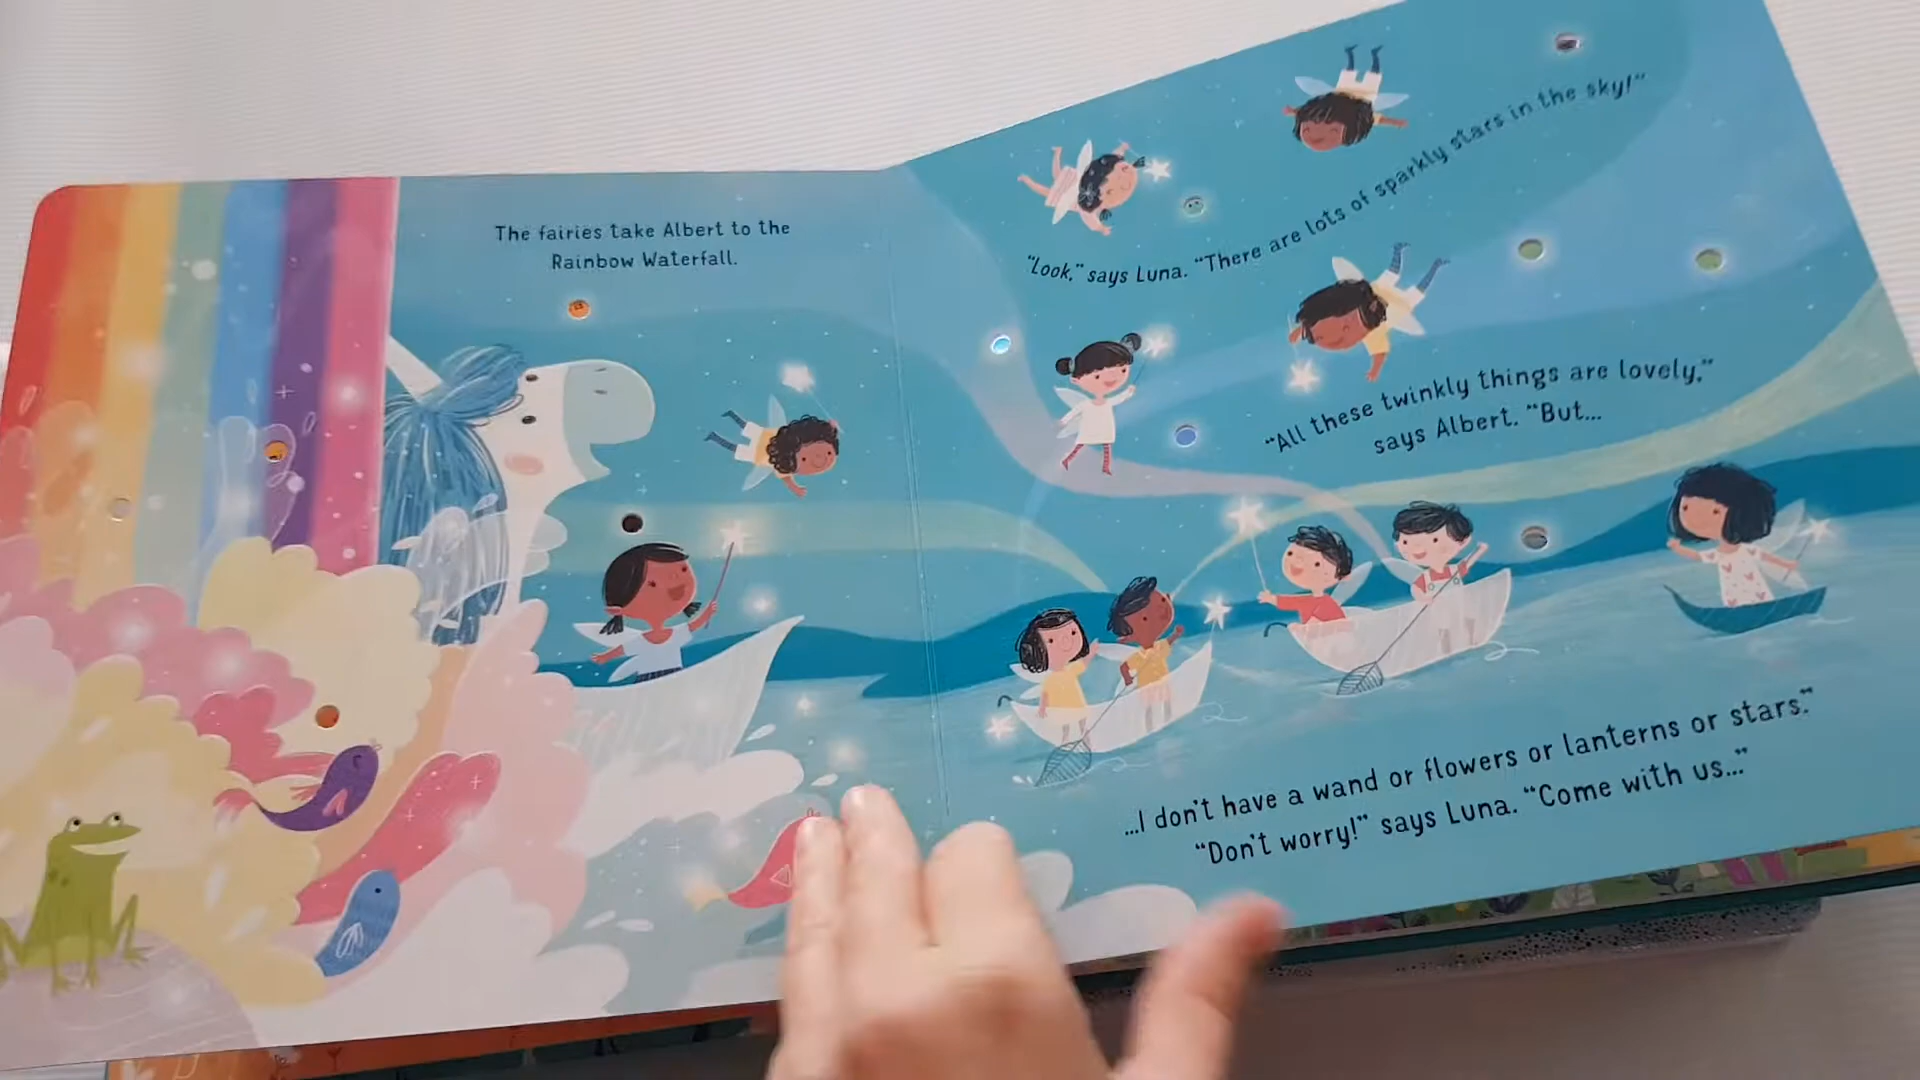 The fairies take Albert to the
Rainbow Waterfall.
“Look,” says Luna. “There are lots of sparkly stars in the sky!”
“All these twinkly things are lovely,”
says Albert. “But...
...I don't have a wand or flowers or lanterns or stars.”
“Don't worry!” says Luna. “Come with us...”